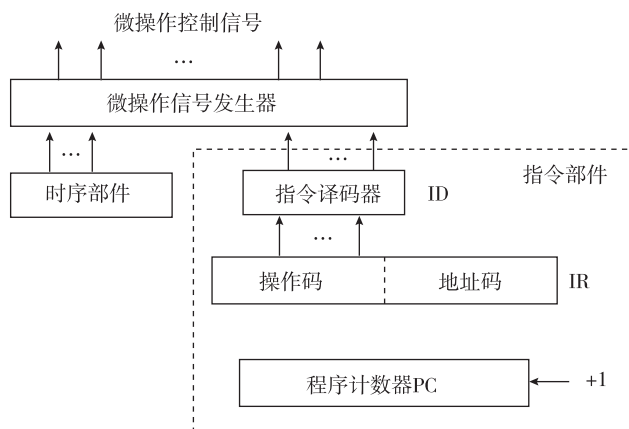 微操作控制信号
…
微操作信号发生器
… …
时序部件 指令译码器 ID 指令部件
…
操作码 地址码 IR
程序计数器PC +1